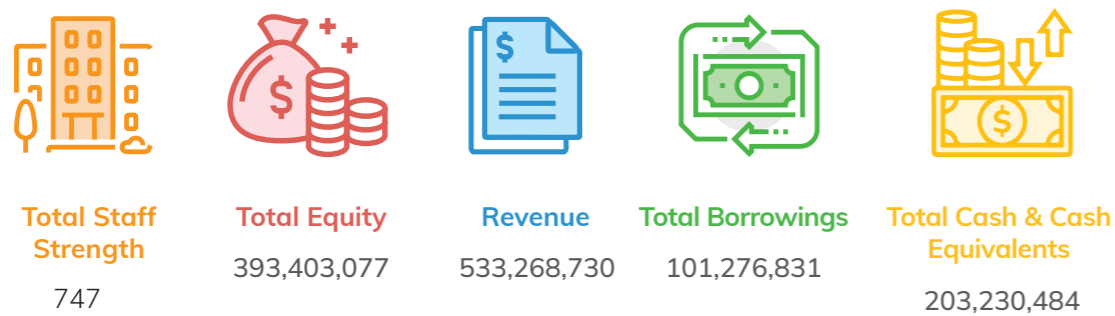 $
$
$
Total Staff
Strength
747
Total Equity
393,403,077
Revenue
533,268,730
Total Borrowings
101,276,831
Total Cash & Cash
Equivalents
203,230,484